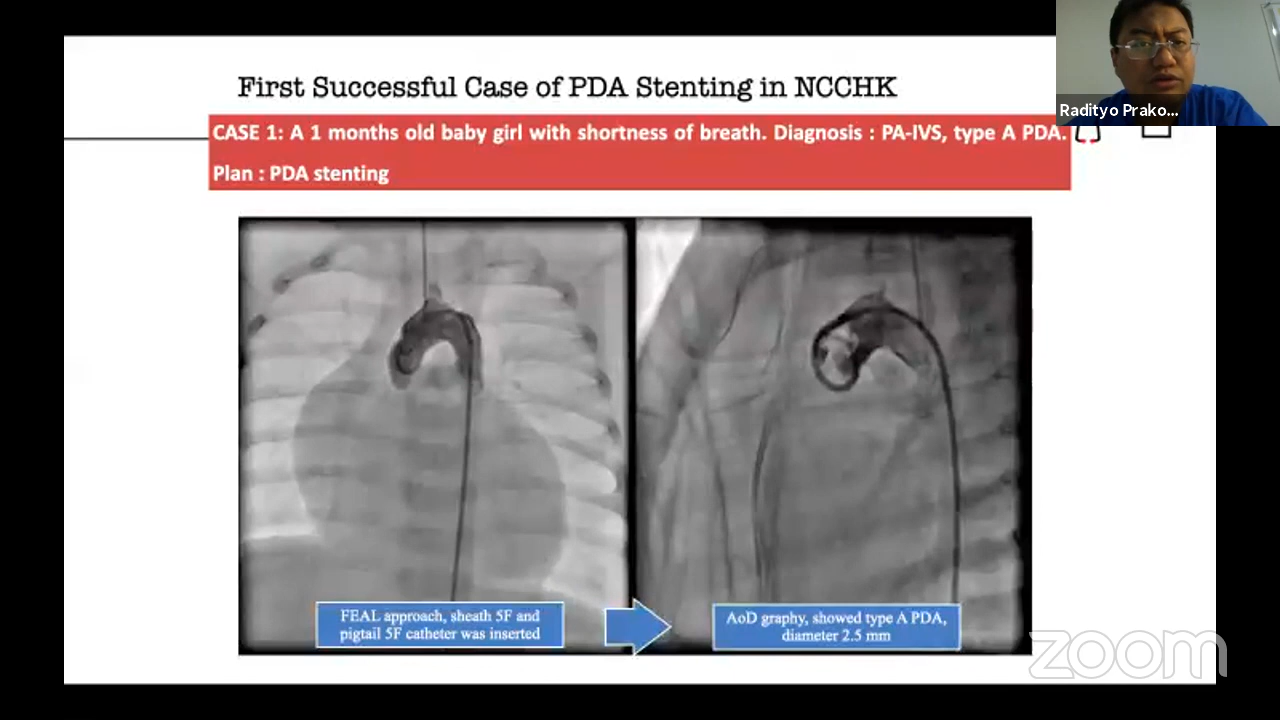 First Successful Case of PDA Stenting in NCCHK
Radityo Prako...
CASE 1: A 1 months old baby girl with shortness of breath. Diagnosis : PA-IVS, type A PDA.
Plan : PDA stenting
FEAL approach, sheath 5F and
pigtail 5F catheter was inserted
AoD graphy, showed type A PDA,
diameter 2.5 mm
zoom